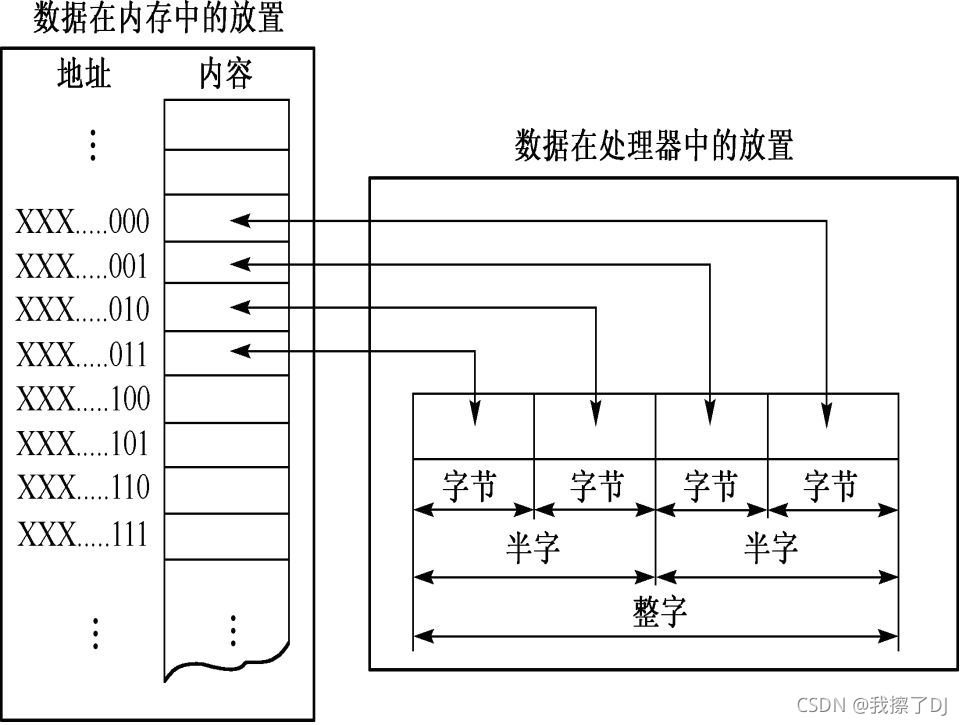 数据在内存中的放置
地址 内容
⋮
数据在处理器中的放置
XXX.....000
XXX.....001
XXX.....010
XXX.....011
XXX.....100
XXX.....101
XXX.....110
XXX.....111
字节 字节 字节 字节
半字 半字
整字
⋮ ⋮
CSDN @我擦了DJ